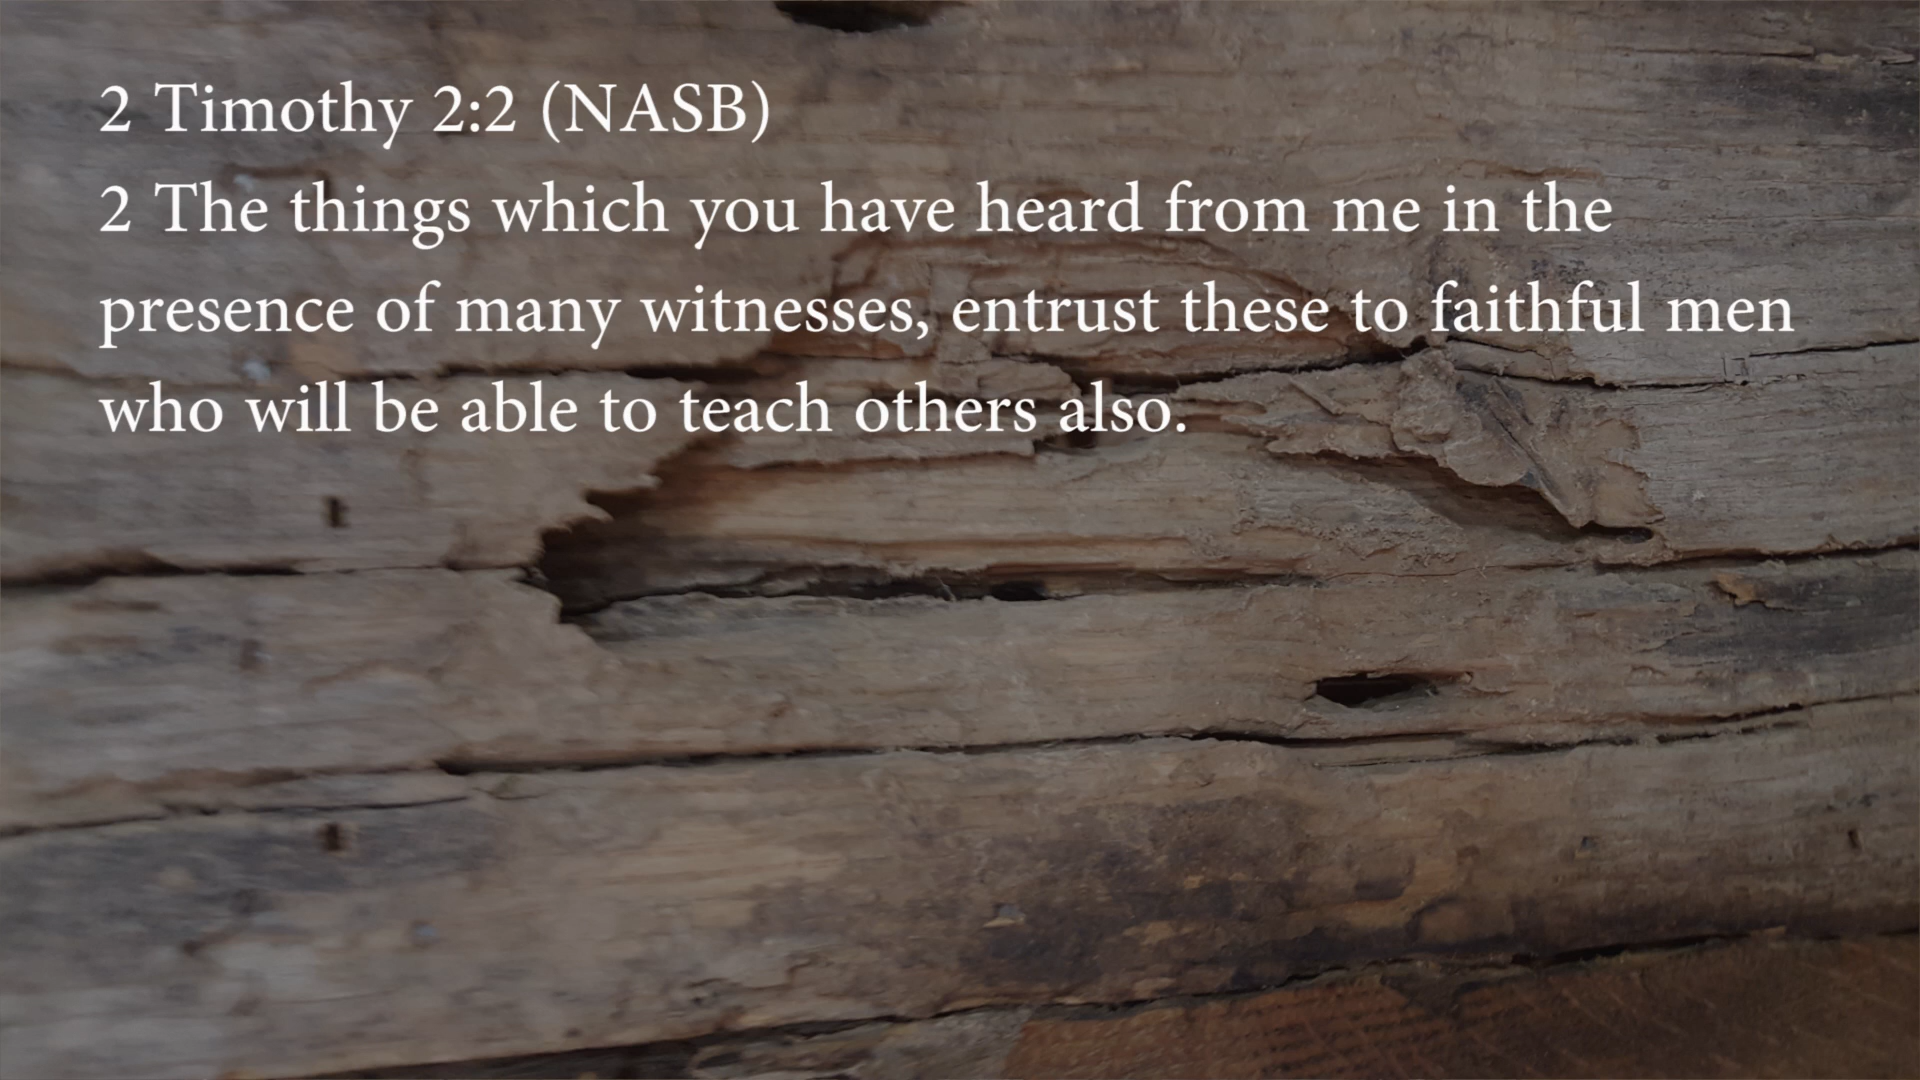 2 Timothy 2:2 (NASB)
2 The things which you have heard from me in the
presence of many witnesses, entrust these to faithful men
who will be able to teach others also.